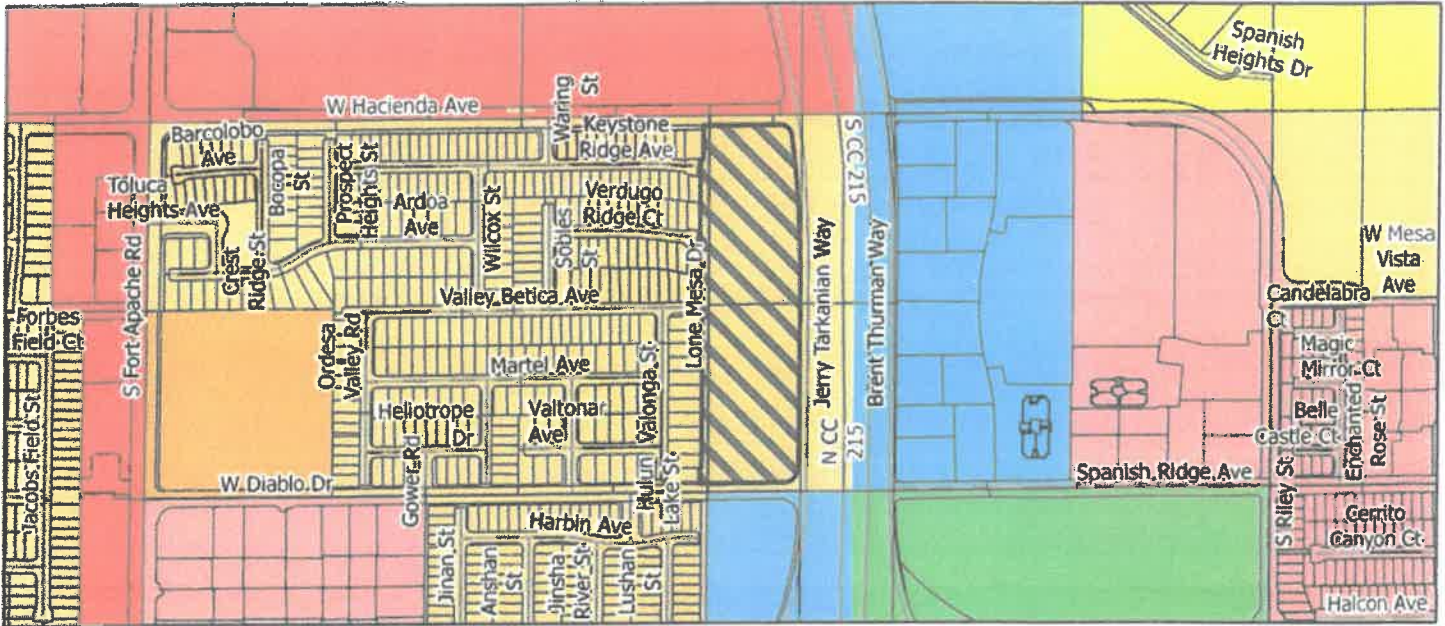 Spanish
Heights Dr
W Hacienda Ave
Waring
St
Keystone
Ridge Ave
Barcolobo
Ave
Bocopa
St
Prospect
Heights St
Toluca
Heights Ave
Ardoa
Ave
Wilcox St
Sobies
St
Verdugo
Ridge Ct
S CC 215
Crest
Ridge St
S Fort Apache Rd
Lone Mesa Dr
Jerry Tarkanian Way
Brent Thurman Way
W Mesa
Vista
Ave
Valley Betica Ave
Candelabra
Ct
Forbes
Field Ct
Ordesa
Valley Rd
Martel Ave
Magic
Mirror Ct
Heliotrope
Dr
Valtonar
Ave
Valonga St
Belle
Castle Ct
Enchanted
Rose St
Jacobs Field St
Gower Rd
N CC
215
W Diablo Dr
Hulun
Lake St
Spanish Ridge Ave
S Riley St
Harbin Ave
Gerrito
Canyon Ct
Jinan St
Anshan
St
Jinsha
River St
Lushan
St
Halcon Ave